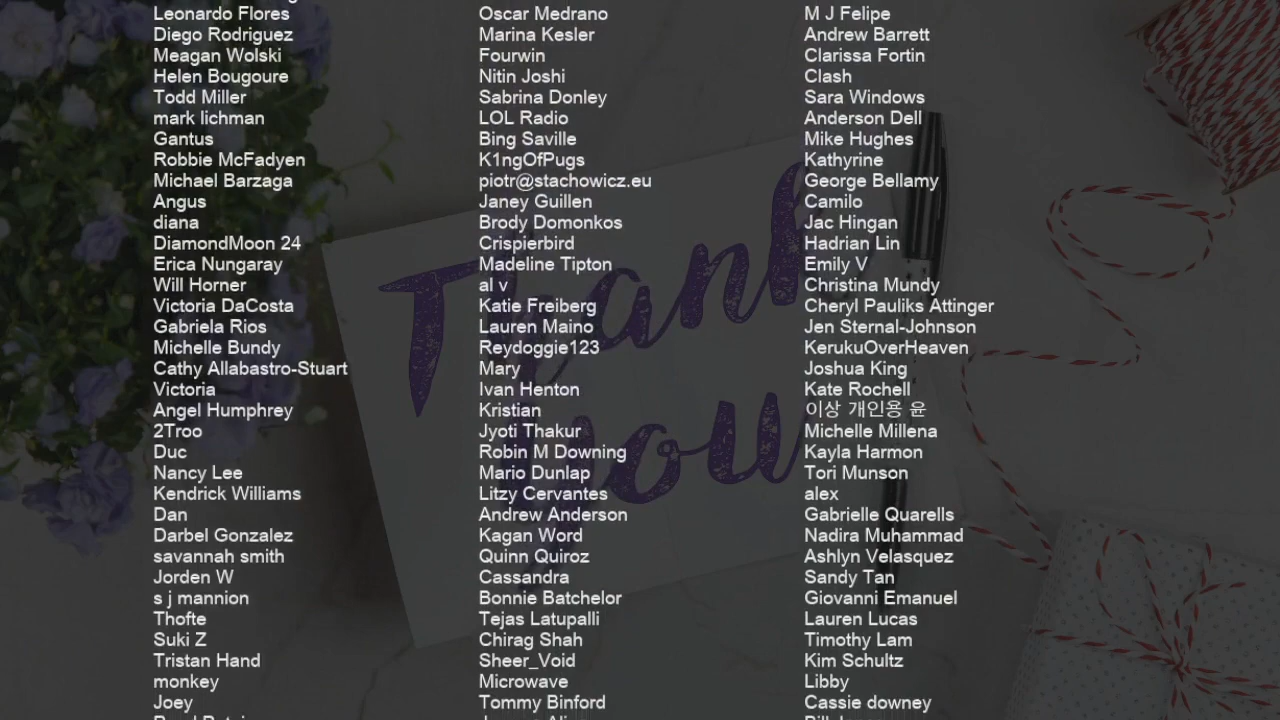 Leonardo Flores
Diego Rodriguez
Meagan Wolski
Helen Bougoure
Todd Miller
mark lichman
Gantus
Robbie McFadyen
Michael Barzaga
Angus
diana
DiamondMoon 24
Erica Nungaray
Will Horner
Victoria DaCosta
Gabriela Rios
Michelle Bundy
Cathy Allabastro-Stuart
Victoria
Angel Humphrey
2Troo
Duc
Nancy Lee
Kendrick Williams
Dan
Darbel Gonzalez
savannah smith
Jorden W
s j mannion
Thofte
Suki Z
Tristan Hand
monkey
Joey
Oscar Medrano
Marina Kesler
Fourwin
Nitin Joshi
Sabrina Donley
LOL Radio
Bing Saville
K1ngOfPugs
piotr@stachowicz.eu
Janey Guillen
Brody Domonkos
Crispierbird
Madeline Tipton
al v
Katie Freiberg
Lauren Maino
Reydoggie123
Mary
Ivan Henton
Kristian
Jyoti Thakur
Robin M Downing
Mario Dunlap
Litzy Cervantes
Andrew Anderson
Kagan Word
Quinn Quiroz
Cassandra
Bonnie Batchelor
Tejas Latupalli
Chirag Shah
Sheer_Void
Microwave
Tommy Binford
M J Felipe
Andrew Barrett
Clarissa Fortin
Clash
Sara Windows
Anderson Dell
Mike Hughes
Kathyrine
George Bellamy
Camilo
Jac Hingan
Hadrian Lin
Emily V
Christina Mundy
Cheryl Pauliks Attinger
Jen Sternal-Johnson
KerukuOverHeaven
Joshua King
Kate Rochell
이상 개인용 윤
Michelle Millena
Kayla Harmon
Tori Munson
alex
Gabrielle Quarells
Nadira Muhammad
Ashlyn Velasquez
Sandy Tan
Giovanni Emanuel
Lauren Lucas
Timothy Lam
Kim Schultz
Libby
Cassie downey
Thank
you